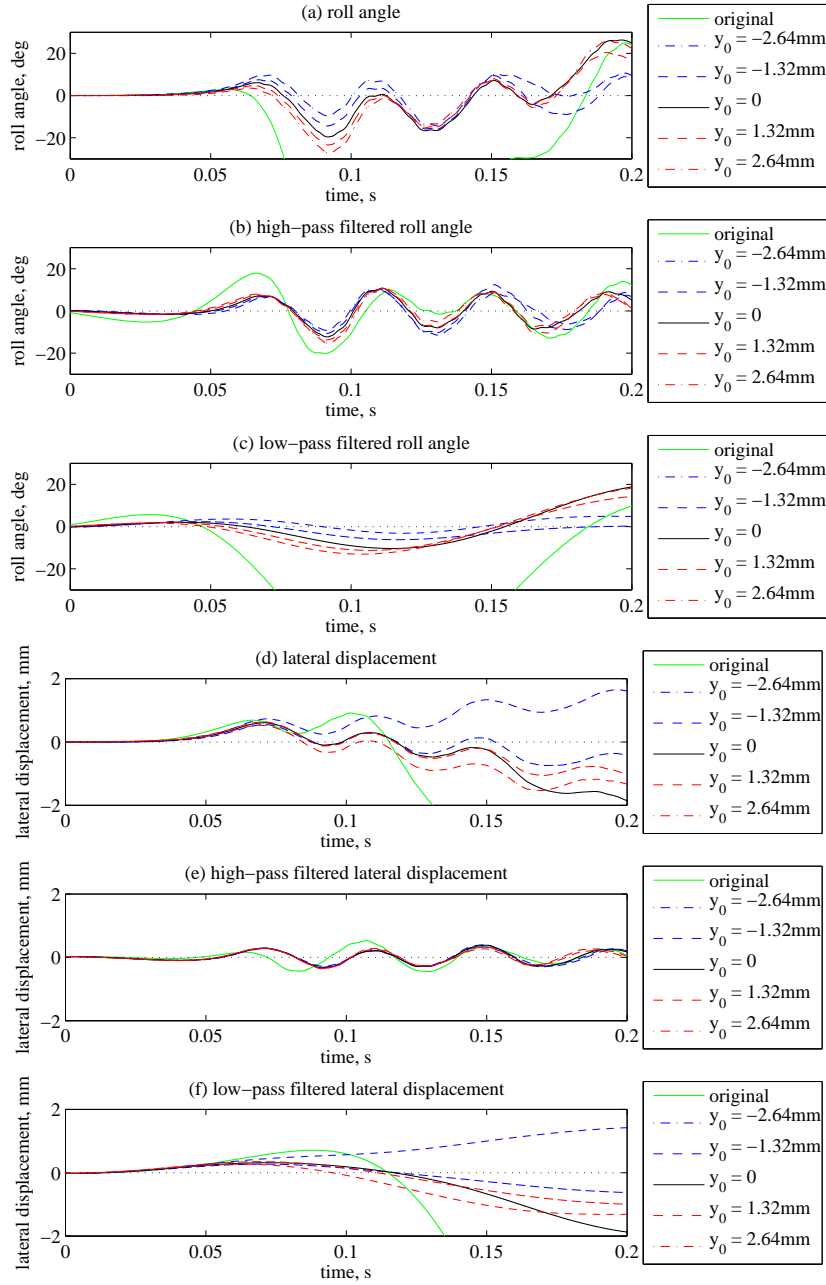 (a) roll angle
roll angle, deg
20
0
−20
0
0.05
0.1
0.15
0.2
time, s
original
y0 = −2.64mm
y0 = −1.32mm
y0 = 0
y0 = 1.32mm
y0 = 2.64mm
(b) high−pass filtered roll angle
roll angle, deg
20
0
−20
0
0.05
0.1
0.15
0.2
time, s
original
y0 = −2.64mm
y0 = −1.32mm
y0 = 0
y0 = 1.32mm
y0 = 2.64mm
(c) low−pass filtered roll angle
roll angle, deg
20
0
−20
0
0.05
0.1
0.15
0.2
time, s
original
y0 = −2.64mm
y0 = −1.32mm
y0 = 0
y0 = 1.32mm
y0 = 2.64mm
(d) lateral displacement
lateral displacement, mm
2
0
−2
0
0.05
0.1
0.15
0.2
time, s
original
y0 = −2.64mm
y0 = −1.32mm
y0 = 0
y0 = 1.32mm
y0 = 2.64mm
(e) high−pass filtered lateral displacement
lateral displacement, mm
2
0
−2
0
0.05
0.1
0.15
0.2
time, s
original
y0 = −2.64mm
y0 = −1.32mm
y0 = 0
y0 = 1.32mm
y0 = 2.64mm
(f) low−pass filtered lateral displacement
lateral displacement, mm
2
0
−2
0
0.05
0.1
0.15
0.2
time, s
original
y0 = −2.64mm
y0 = −1.32mm
y0 = 0
y0 = 1.32mm
y0 = 2.64mm